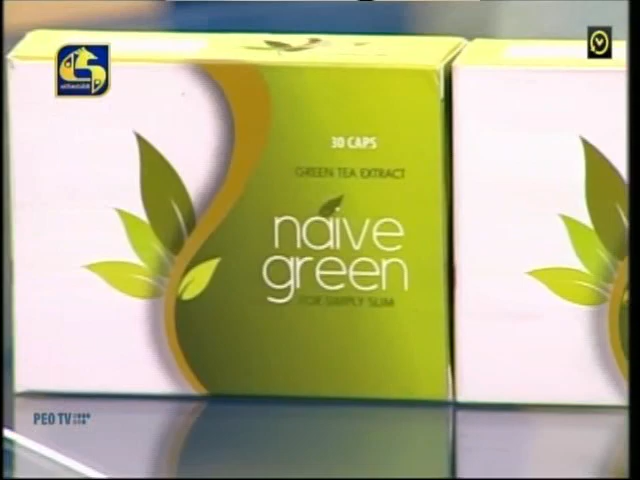 30 CAPS
GREEN TEA EXTRACT
naive
green
FOR SIMPLY SLIM
PEO TV